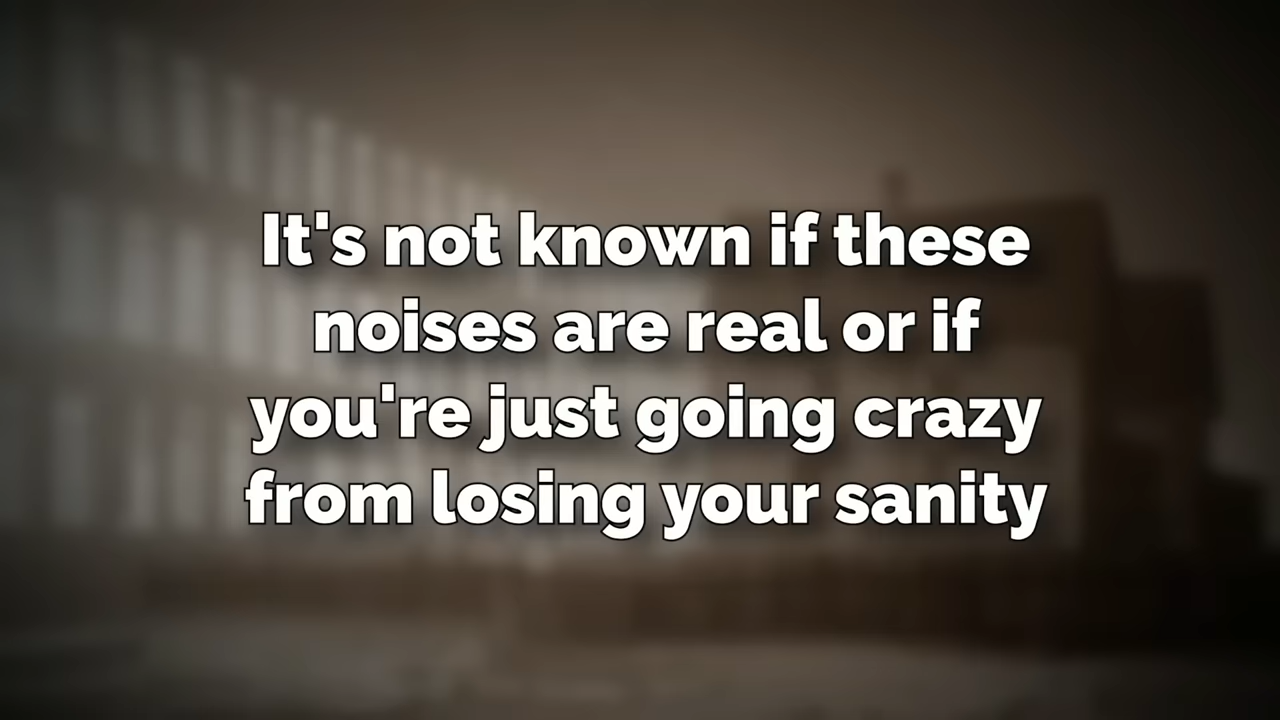 It's not known if these
noises are real or if
you're just going crazy
from losing your sanity